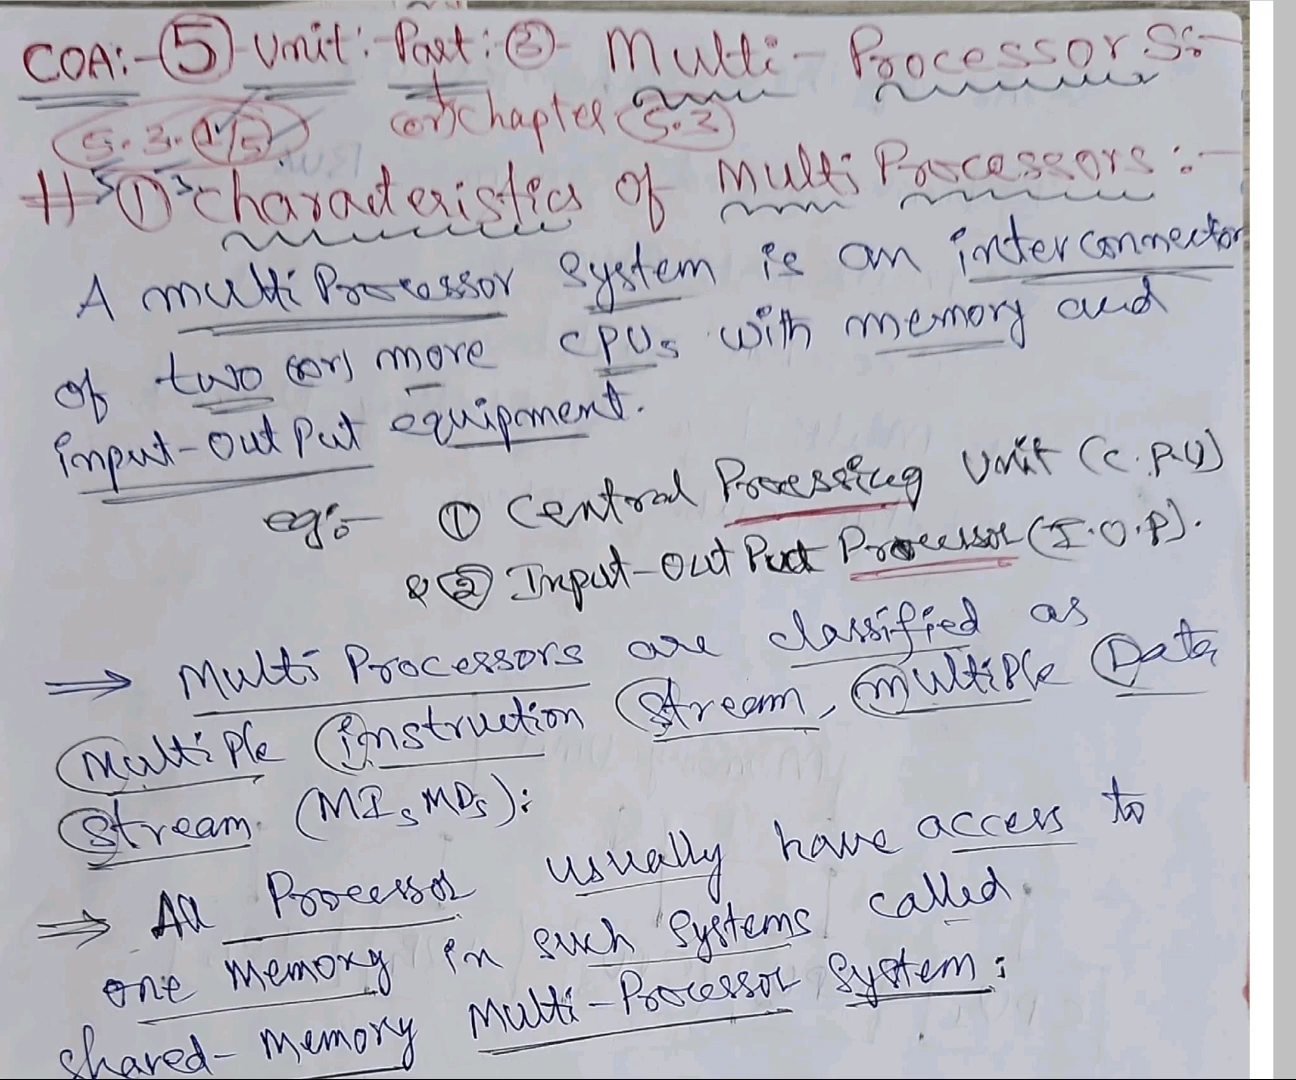 COA:- ⑤ - Unit:- Part: ③ - Multi-Processors:-
(or) chapter 5.3
5.3.1/5
# ① Characteristics of Multi Processors:-
A multi Processor system is an interconnector
of two (or) more CPUs with memory and
input-output equipment.
eg:- ① Central Processing Unit (C.P.U)
& ② Input-Output Processor (I.O.P).
⇒ Multi Processors are classified as
Multiple instruction stream, multiple Data
stream (MISMDS):
⇒ All Processor usually have access to
one memory in such systems called
shared-memory Multi-Processor system: